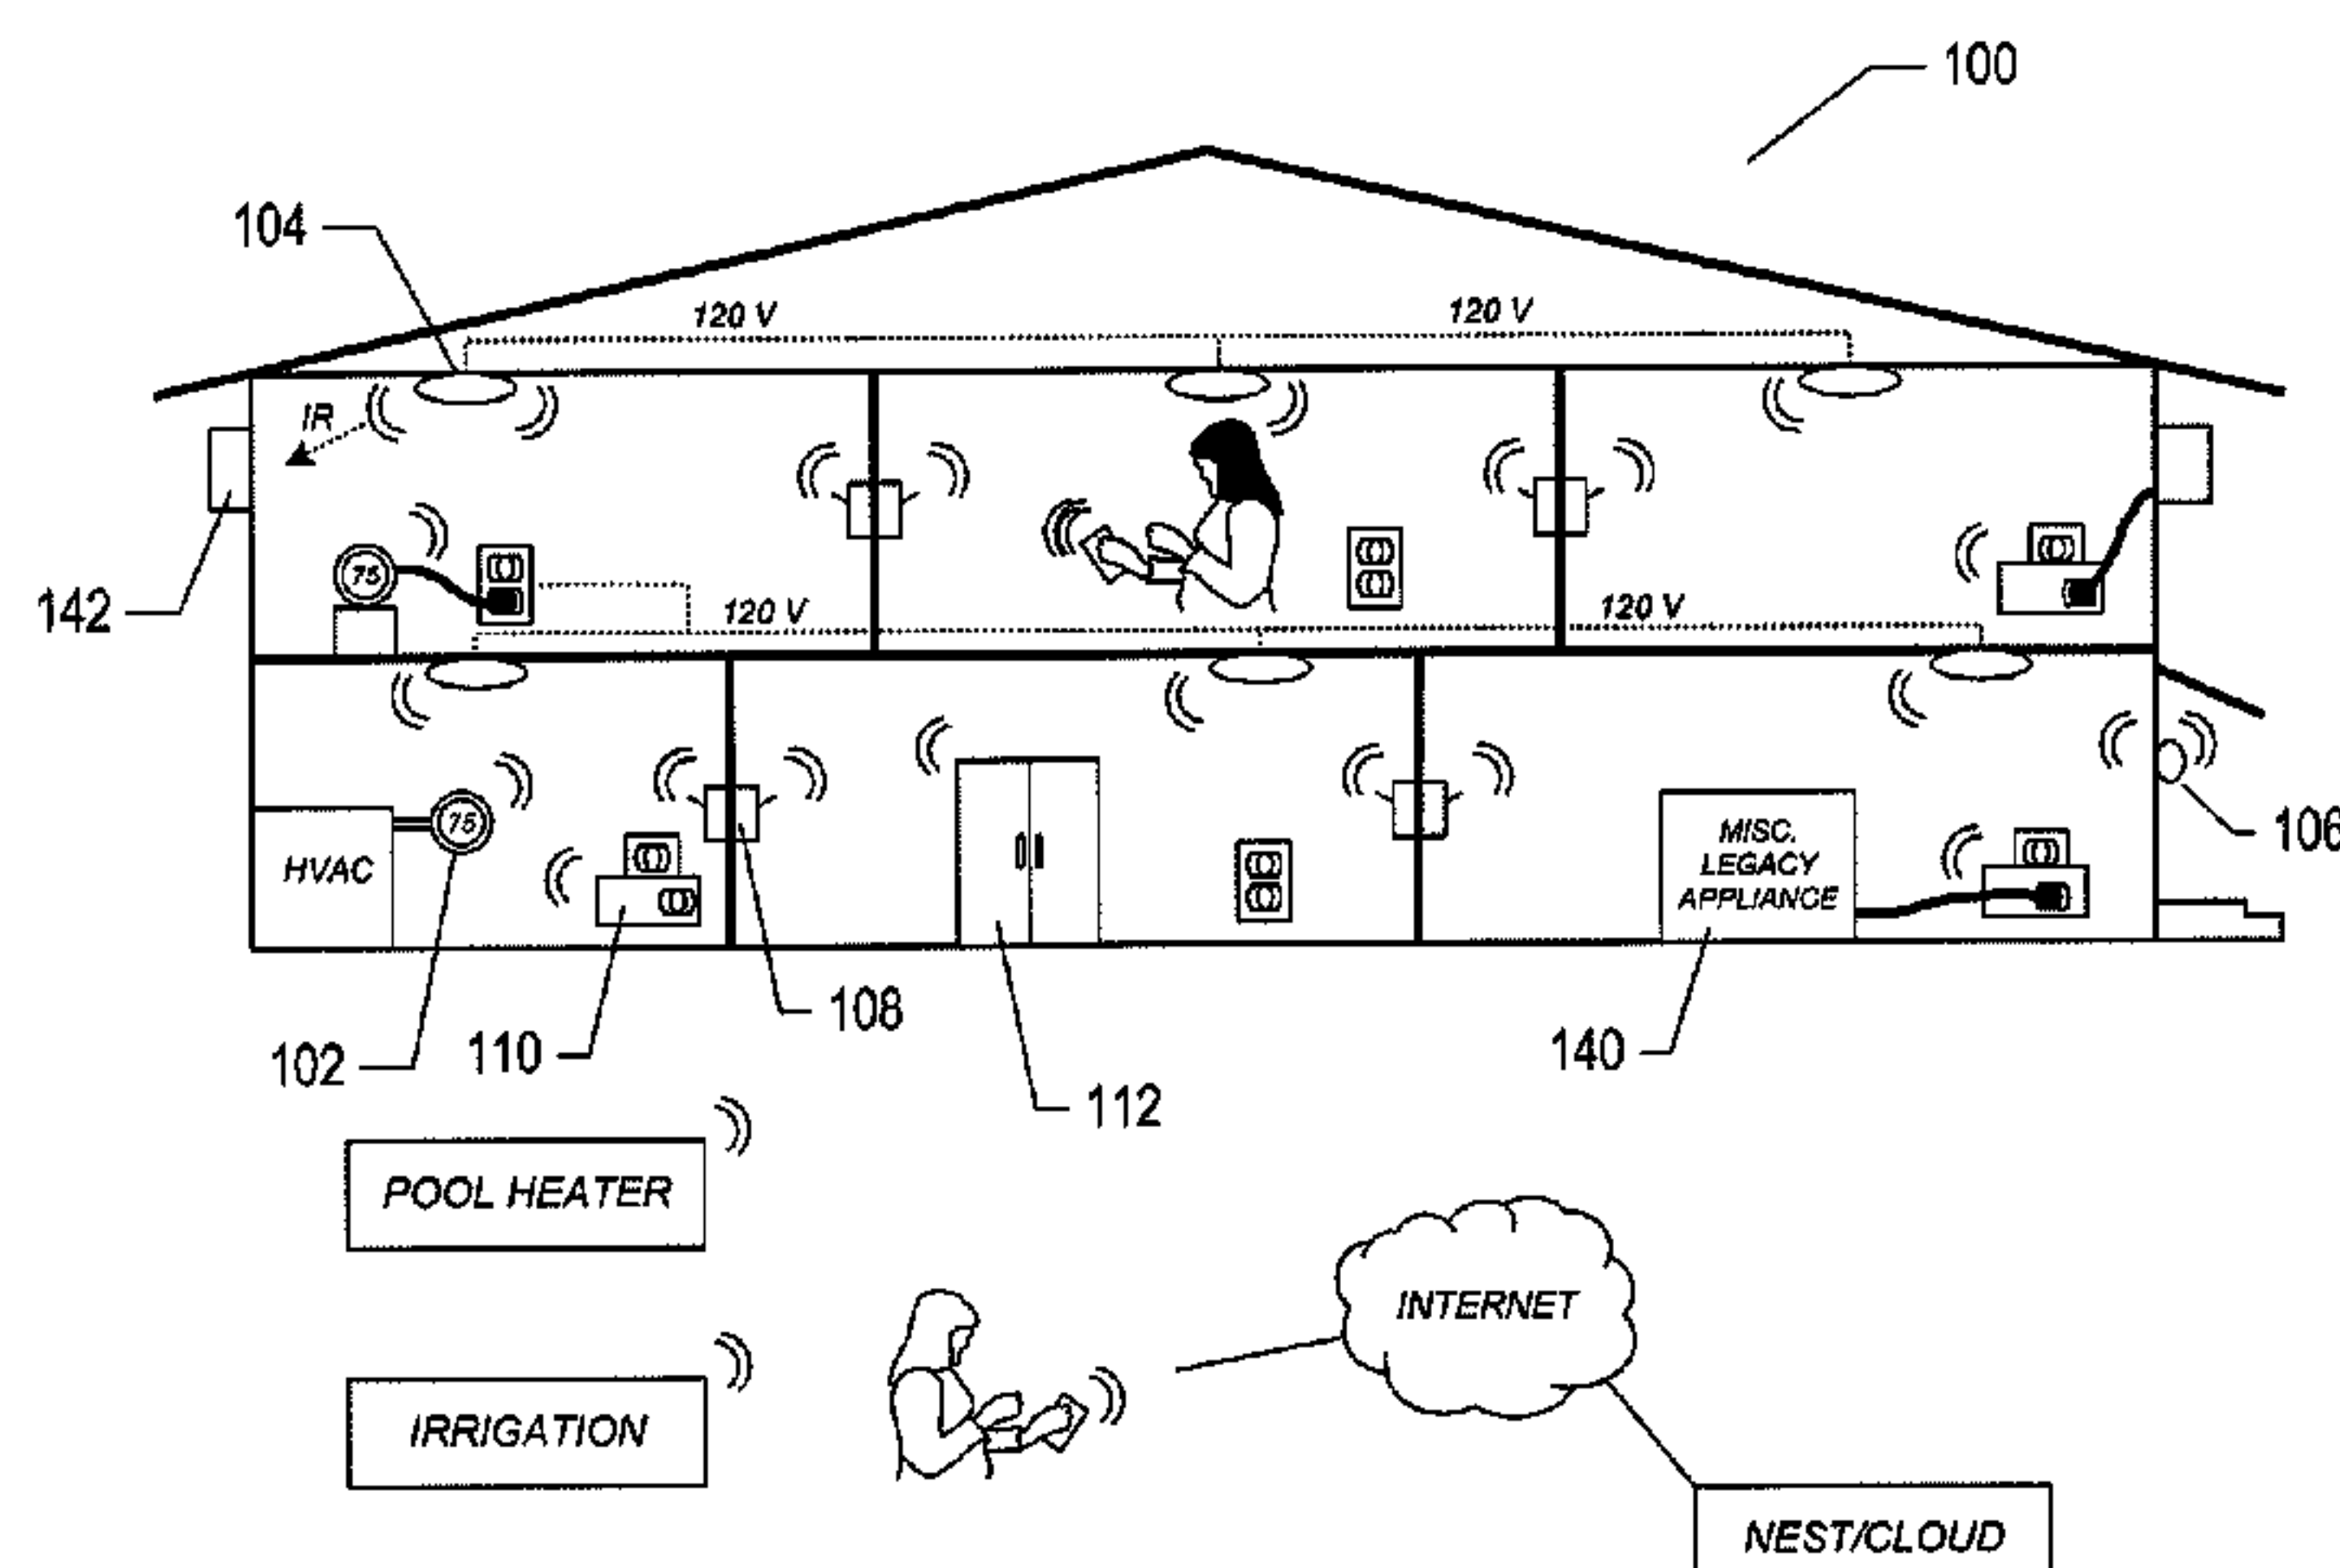 100
104
120 V
120 V
IR
142
75
120 V
120 V
75
HVAC
MISC.
LEGACY
APPLIANCE
106
108
102
110
140
112
POOL HEATER
INTERNET
IRRIGATION
NEST/CLOUD